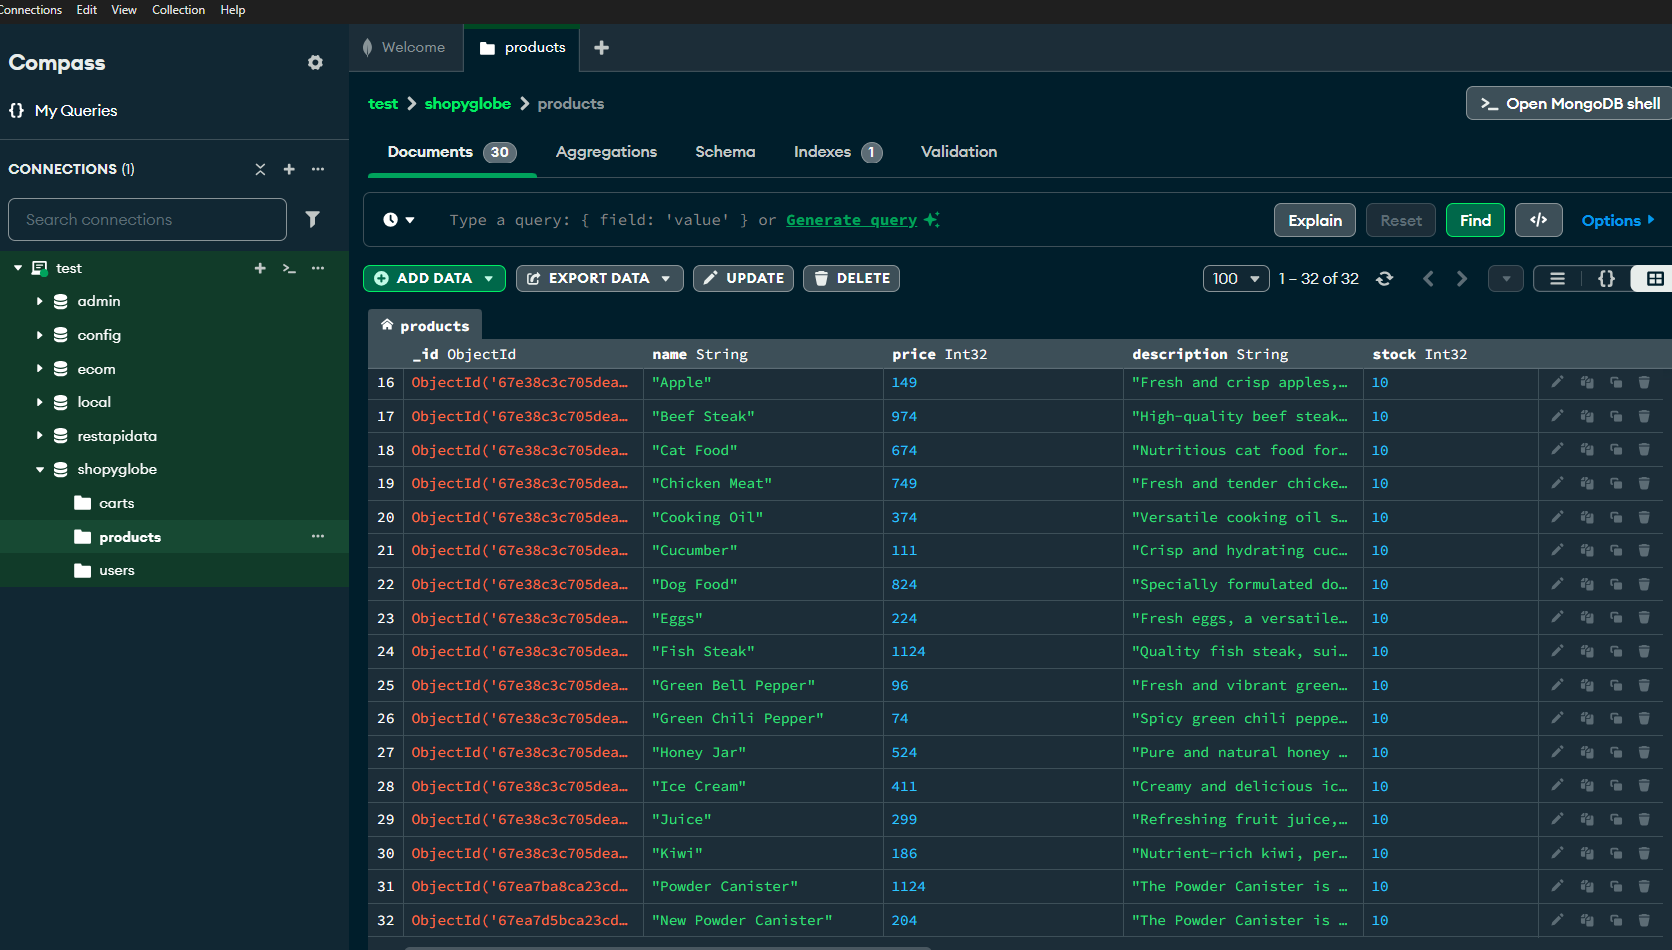 Connections Edit View Collection Help
Compass
My Queries
CONNECTIONS (1)
Search connections
test
admin
config
ecom
local
restapidata
shopyglobe
carts
products
users
Welcome products
test > shopyglobe > products
>_ Open MongoDB shell
Documents 30 Aggregations Schema Indexes 1 Validation
Type a query: { field: 'value' } or Generate query
Explain Reset Find </> Options
ADD DATA EXPORT DATA UPDATE DELETE
100 1 – 32 of 32
products
_id ObjectId name String price Int32 description String stock Int32
16 ObjectId('67e38c3c705dea… "Apple" 149 "Fresh and crisp apples,… 10
17 ObjectId('67e38c3c705dea… "Beef Steak" 974 "High-quality beef steak… 10
18 ObjectId('67e38c3c705dea… "Cat Food" 674 "Nutritious cat food for… 10
19 ObjectId('67e38c3c705dea… "Chicken Meat" 749 "Fresh and tender chicke… 10
20 ObjectId('67e38c3c705dea… "Cooking Oil" 374 "Versatile cooking oil s… 10
21 ObjectId('67e38c3c705dea… "Cucumber" 111 "Crisp and hydrating cuc… 10
22 ObjectId('67e38c3c705dea… "Dog Food" 824 "Specially formulated do… 10
23 ObjectId('67e38c3c705dea… "Eggs" 224 "Fresh eggs, a versatile… 10
24 ObjectId('67e38c3c705dea… "Fish Steak" 1124 "Quality fish steak, sui… 10
25 ObjectId('67e38c3c705dea… "Green Bell Pepper" 96 "Fresh and vibrant green… 10
26 ObjectId('67e38c3c705dea… "Green Chili Pepper" 74 "Spicy green chili peppe… 10
27 ObjectId('67e38c3c705dea… "Honey Jar" 524 "Pure and natural honey … 10
28 ObjectId('67e38c3c705dea… "Ice Cream" 411 "Creamy and delicious ic… 10
29 ObjectId('67e38c3c705dea… "Juice" 299 "Refreshing fruit juice,… 10
30 ObjectId('67e38c3c705dea… "Kiwi" 186 "Nutrient-rich kiwi, per… 10
31 ObjectId('67ea7ba8ca23cd… "Powder Canister" 1124 "The Powder Canister is … 10
32 ObjectId('67ea7d5bca23cd… "New Powder Canister" 204 "The Powder Canister is … 10